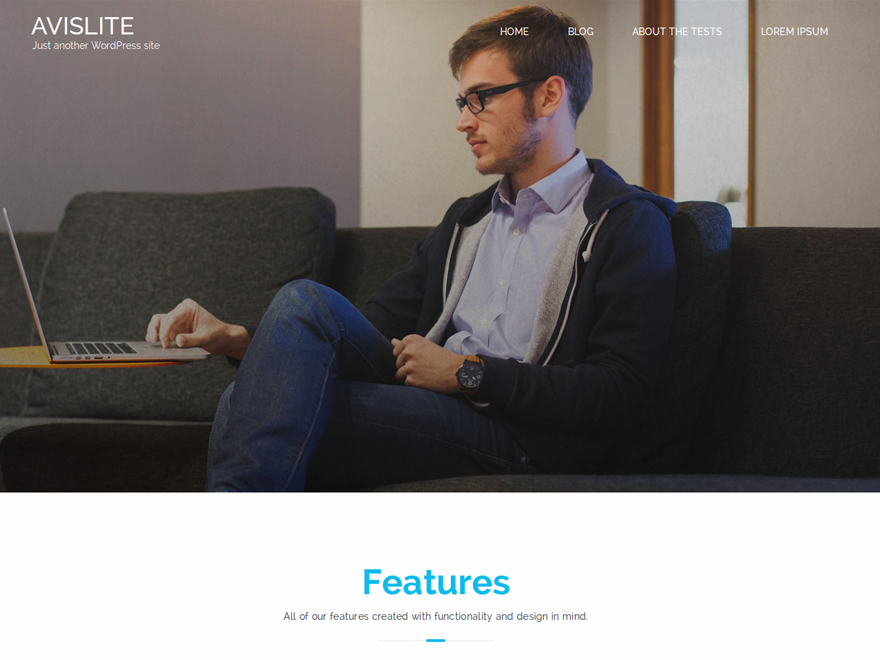 AVISLITE
Just another WordPress site
HOME
BLOG
ABOUT THE TESTS
LOREM IPSUM
Features
All of our features created with functionality and design in mind.